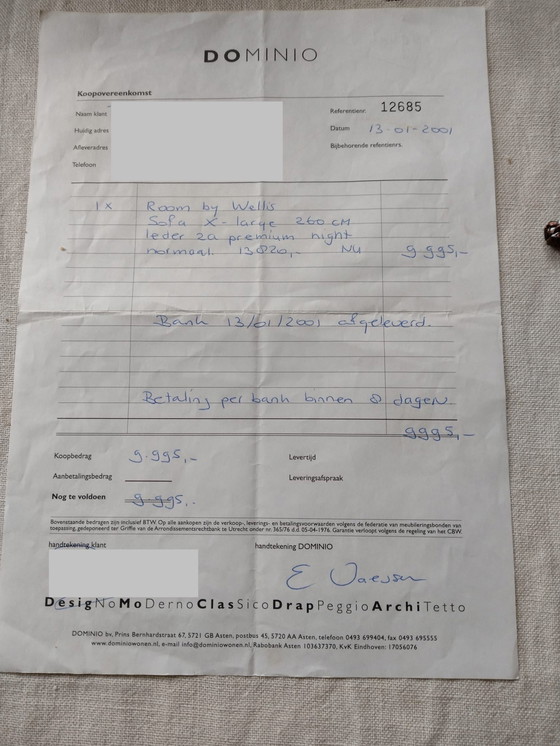 DOMINIO
Koopovereenkomst
Naam klant
Huidig adres
Afleveradres
Telefoon
Referentienr. 12685
Datum 13-01-2001
Bijbehorende referentienrs.
1x Room by Wellis
Sofa X-large 260 cm
leder 2a premium night
normaal. 13820,- NU 9995,-
Bank 13/01/2001 afgeleverd.
Betaling per bank binnen 8 dagen
9995,-
Koopbedrag 9.995,-
Levertijd
Aanbetalingsbedrag
Leveringsafspraak
Nog te voldoen 9.995,-
Bovenstaande bedragen zijn inclusief BTW. Op alle aankopen zijn de verkoop-, leverings- en betalingsvoorwaarden volgens de federatie van meubileringsbonden van
toepassing, gedeponeerd ter Griffie van de Arrondissementsrechtbank te Utrecht onder nr. 365/76 d.d. 05-04-1976. Garantie verloopt volgens de regeling van het CBW.
handtekening klant
handtekening DOMINIO
E Vaessen
DesigNoMoDernoClasSicoDrapPeggioArchiTetto
DOMINIO bv, Prins Bernhardstraat 67, 5721 GB Asten, postbus 45, 5720 AA Asten, telefoon 0493 699404, fax 0493 695555
www.dominiowonen.nl, e-mail info@dominiowonen.nl, Rabobank Asten 103637370, KvK Eindhoven: 17056076